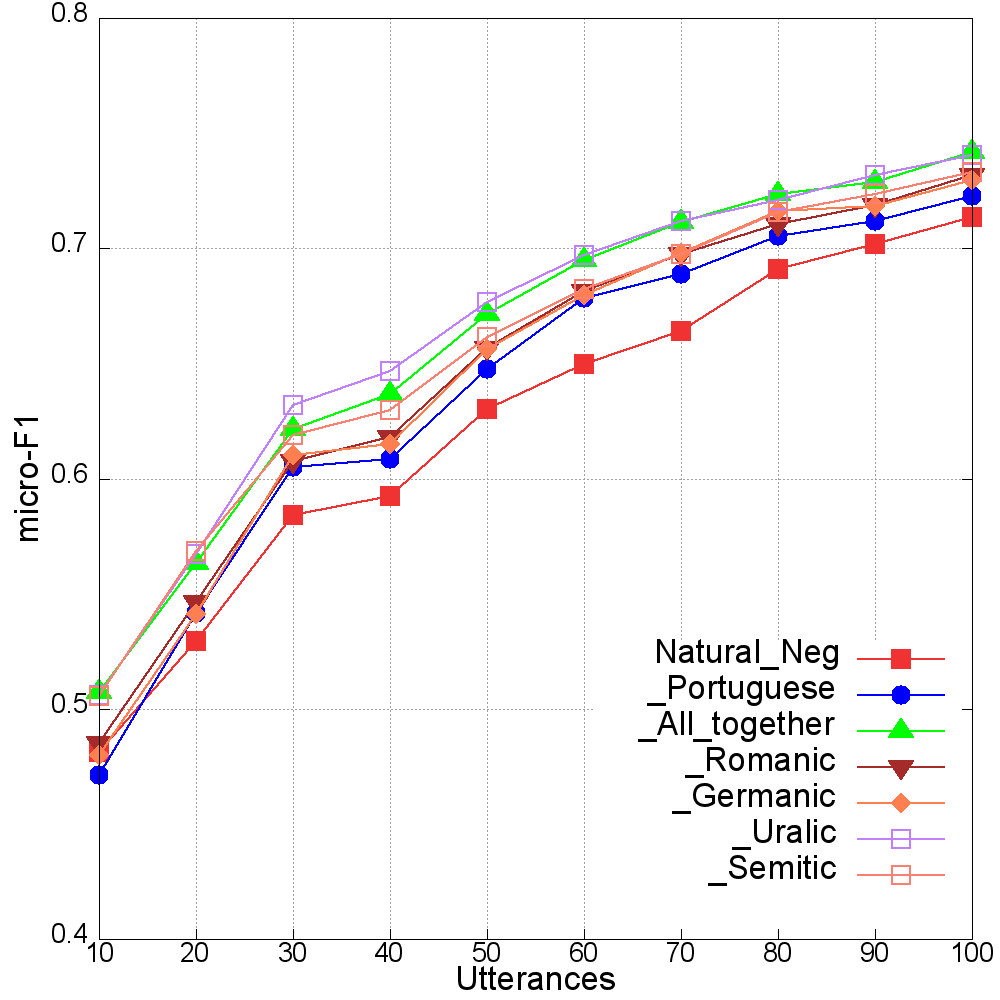 0.8
0.7
0.6
0.5
0.4
micro-F1
Natural_Neg
_Portuguese
_All_together
_Romanic
_Germanic
_Uralic
_Semitic
10 20 30 40 50 60 70 80 90 100
Utterances